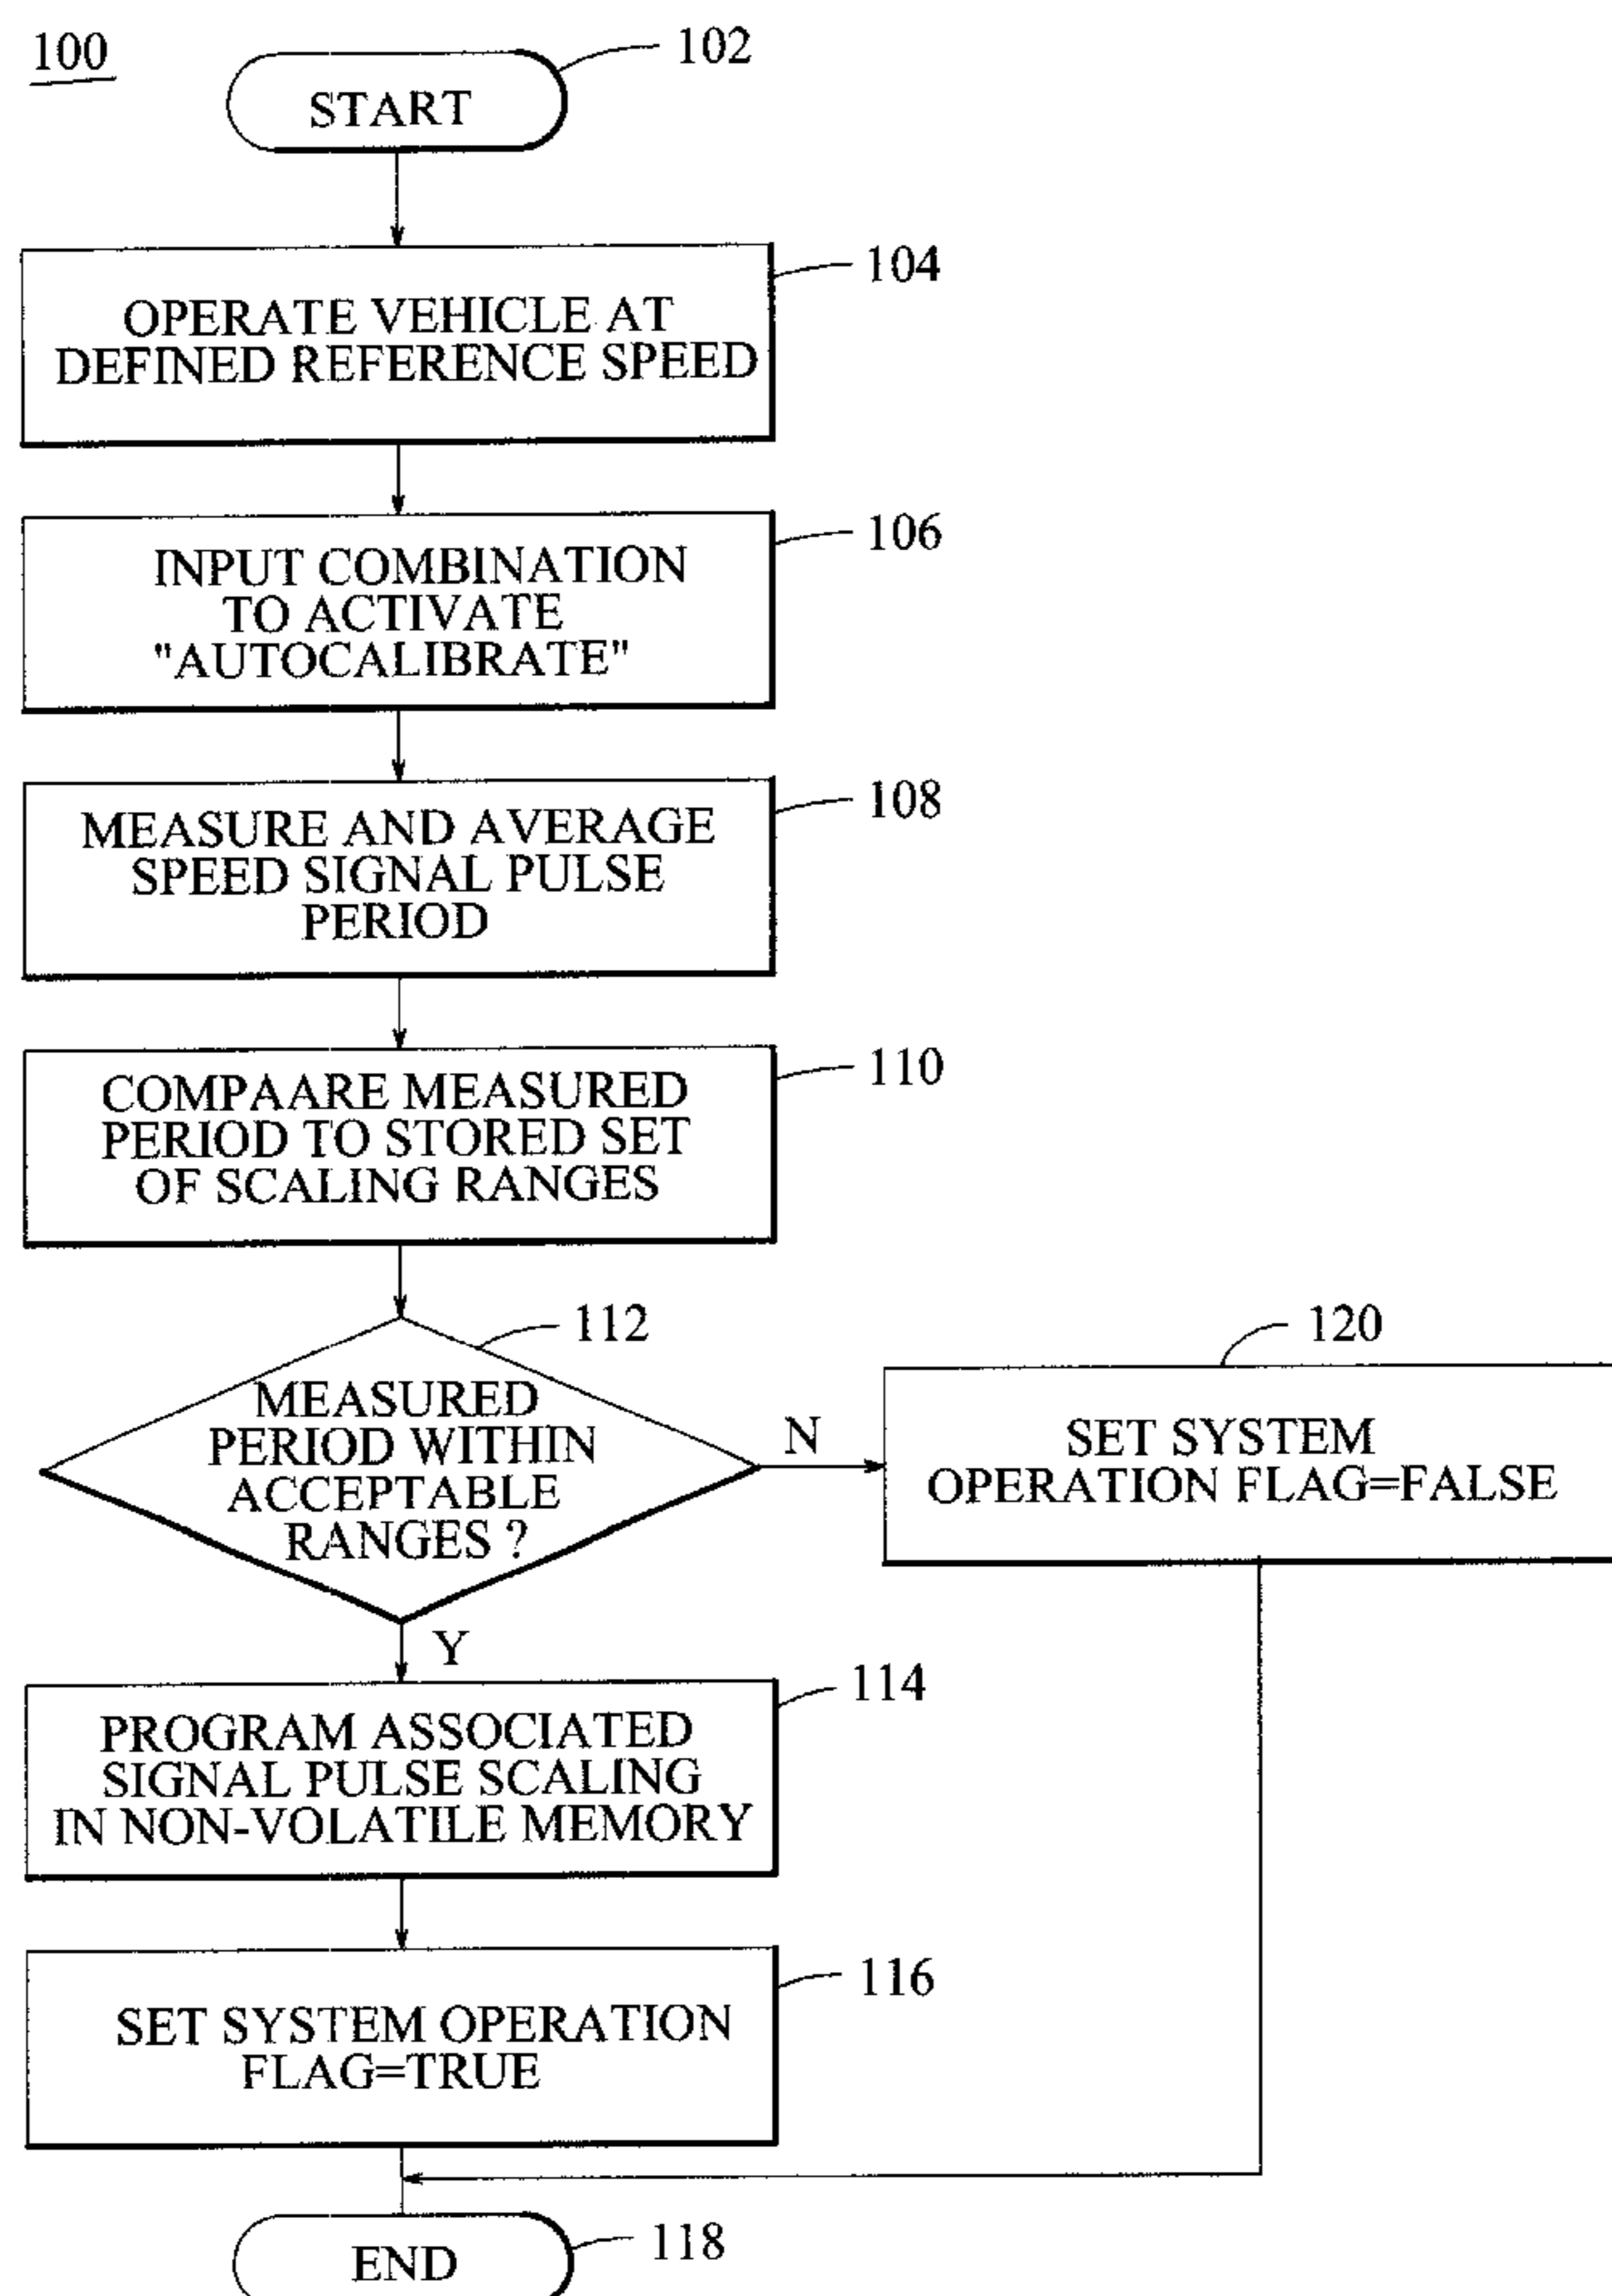 100
102
START
104
OPERATE VEHICLE AT
DEFINED REFERENCE SPEED
106
INPUT COMBINATION
TO ACTIVATE
"AUTOCALIBRATE"
108
MEASURE AND AVERAGE
SPEED SIGNAL PULSE
PERIOD
110
COMPAARE MEASURED
PERIOD TO STORED SET
OF SCALING RANGES
112
MEASURED
PERIOD WITHIN
ACCEPTABLE
RANGES ?
N
120
SET SYSTEM
OPERATION FLAG=FALSE
Y
114
PROGRAM ASSOCIATED
SIGNAL PULSE SCALING
IN NON-VOLATILE MEMORY
116
SET SYSTEM OPERATION
FLAG=TRUE
END
118